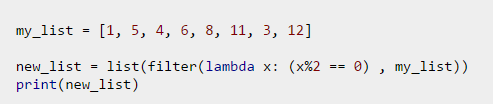 my_list = [1, 5, 4, 6, 8, 11, 3, 12]
new_list = list(filter(lambda x: (x%2 == 0) , my_list))
print(new_list)